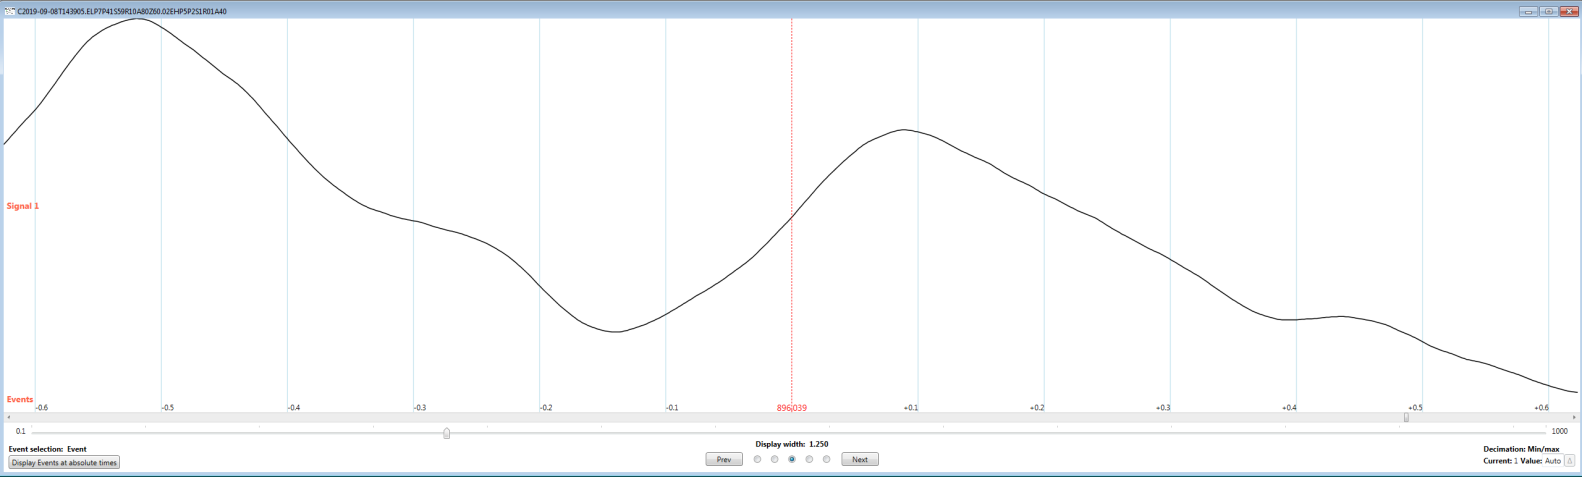 C2019-09-08T143905.ELP7P41S59R10A80Z60.02EHP5P2S1R01A40
Signal 1
Events
-0.6 -0.5 -0.4 -0.3 -0.2 -0.1 896.039 +0.1 +0.2 +0.3 +0.4 +0.5 +0.6
0.1 1000
Display width: 1.250
Event selection: Event
Decimation: Min/max
Display Events at absolute times
Prev Next
Current: 1 Value: Auto